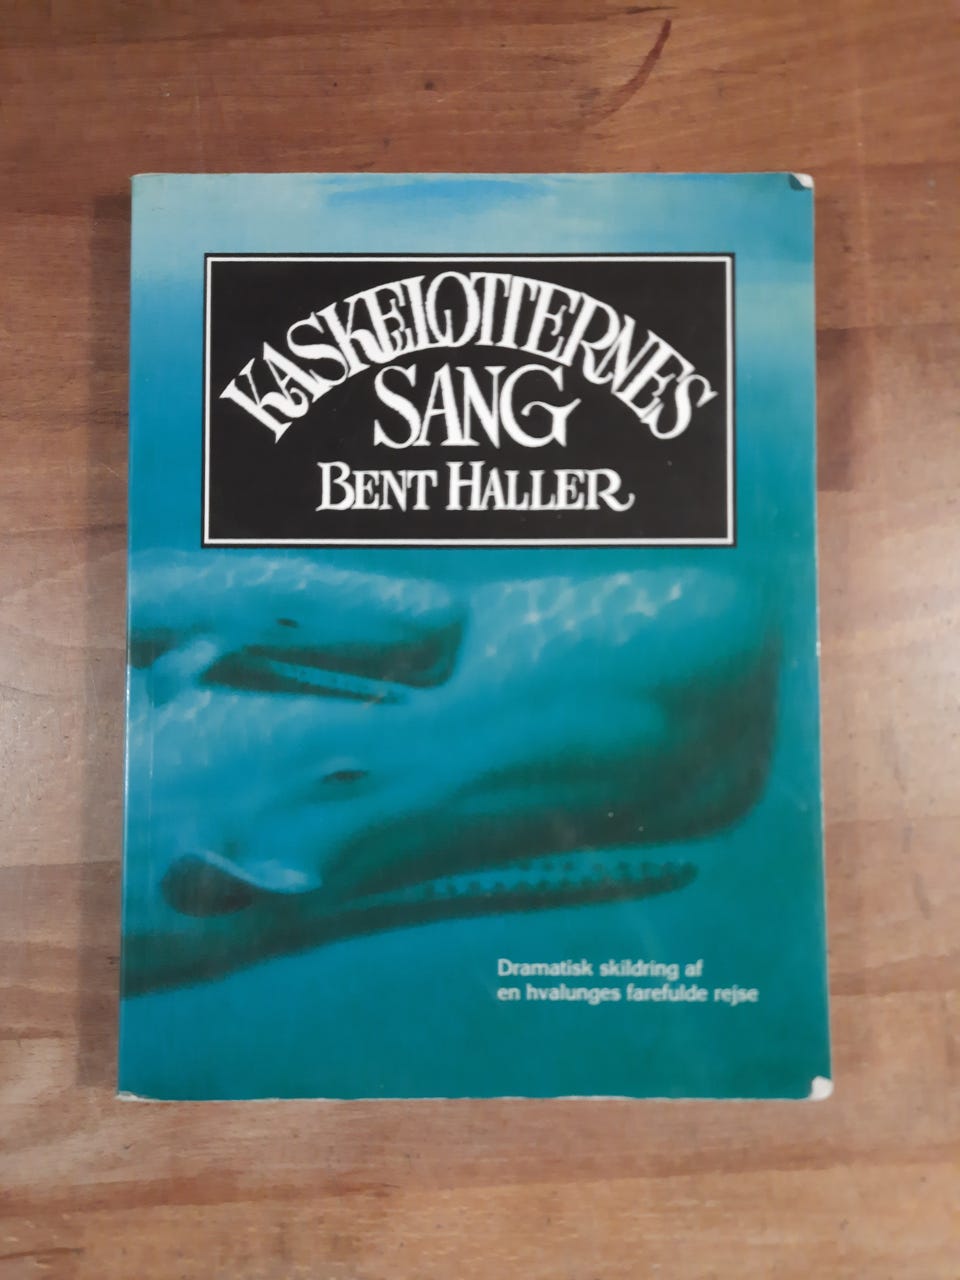 KASKELOTTERNES
SANG
BENT HALLER
Dramatisk skildring af
en hvalunges farefulde rejse